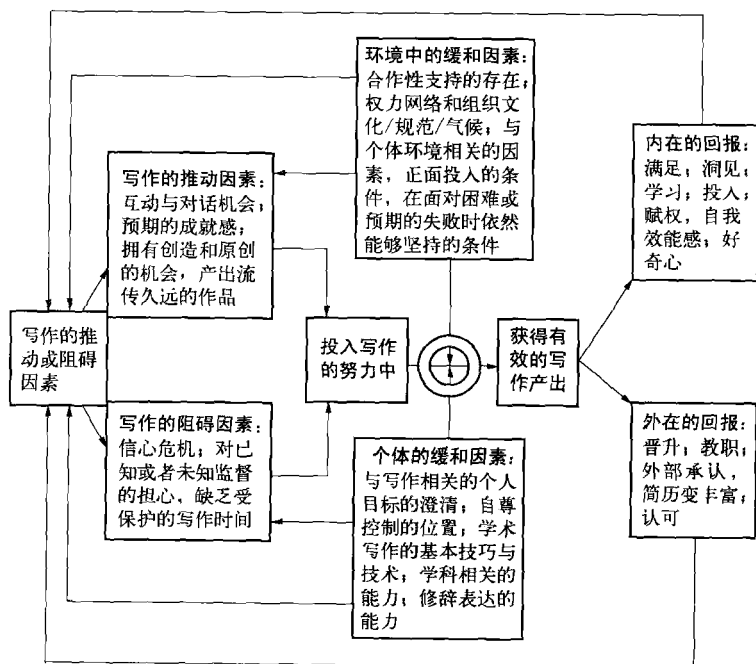 环境中的缓和因素：
合作性支持的存在；
权力网络和组织文
化/规范/气候；与
个体环境相关的因
素，正面投入的条
件，在面对困难或
预期的失败时依然
能够坚持的条件
内在的回报：
满足；洞见；
学习；投入；
赋权，自我
效能感；好
奇心
写作的推动因素：
互动与对话机会；
预期的成就感；
拥有创造和原创
的机会，产出流
传久远的作品
写作的推
动或阻碍
因素
投入写作
的努力中
获得有
效的写
作产出
写作的阻碍因素：
信心危机；对已
知或者未知监督
的担心，缺乏受
保护的写作时间
个体的缓和因素：
与写作相关的个人
目标的澄清；自尊
控制的位置；学术
写作的基本技巧与
技术；学科相关的
能力；修辞表达的
能力
外在的回报：
晋升；教职；
外部承认，
简历变丰富；
认可